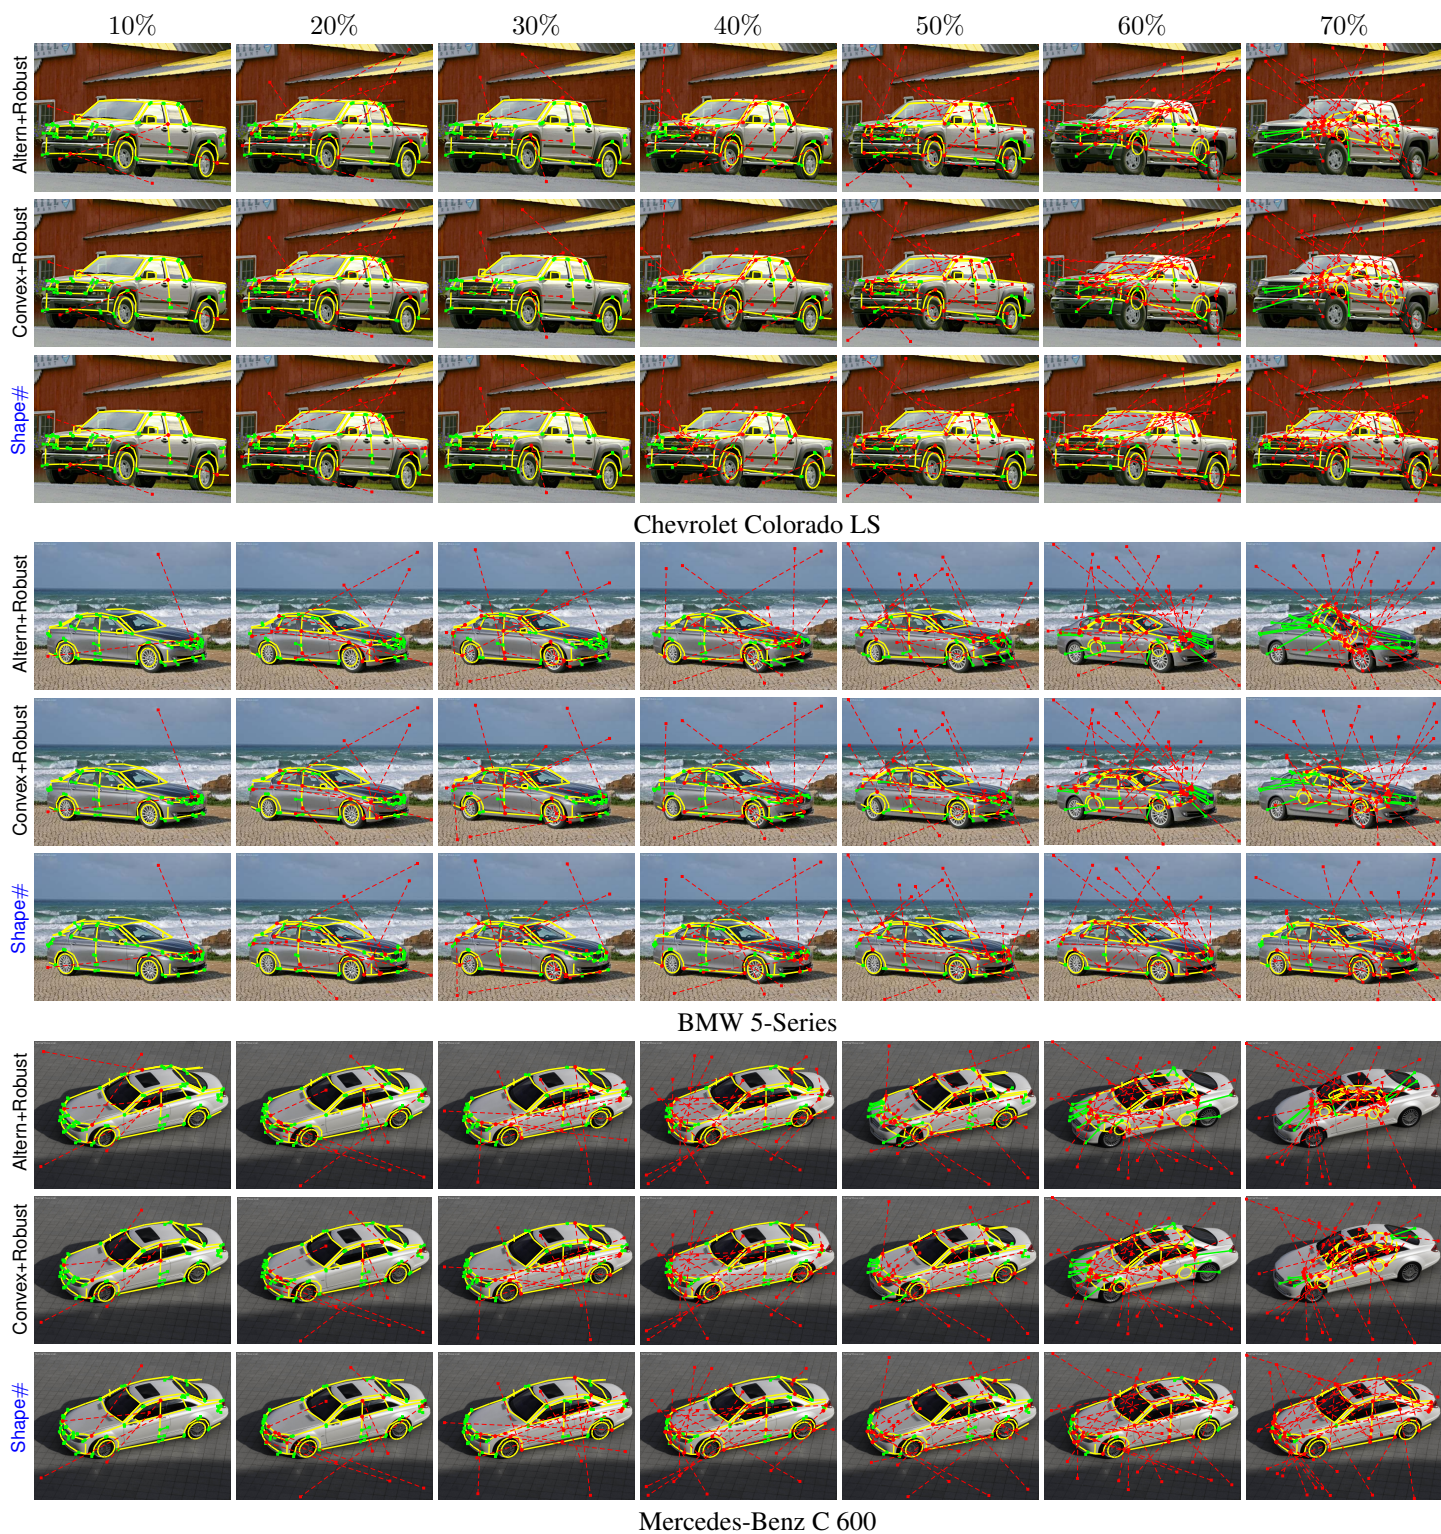 10% 20% 30% 40% 50% 60% 70%
Altern+Robust
Convex+Robust
Shape#
Chevrolet Colorado LS
Altern+Robust
Convex+Robust
Shape#
BMW 5-Series
Altern+Robust
Convex+Robust
Shape#
Mercedes-Benz C 600